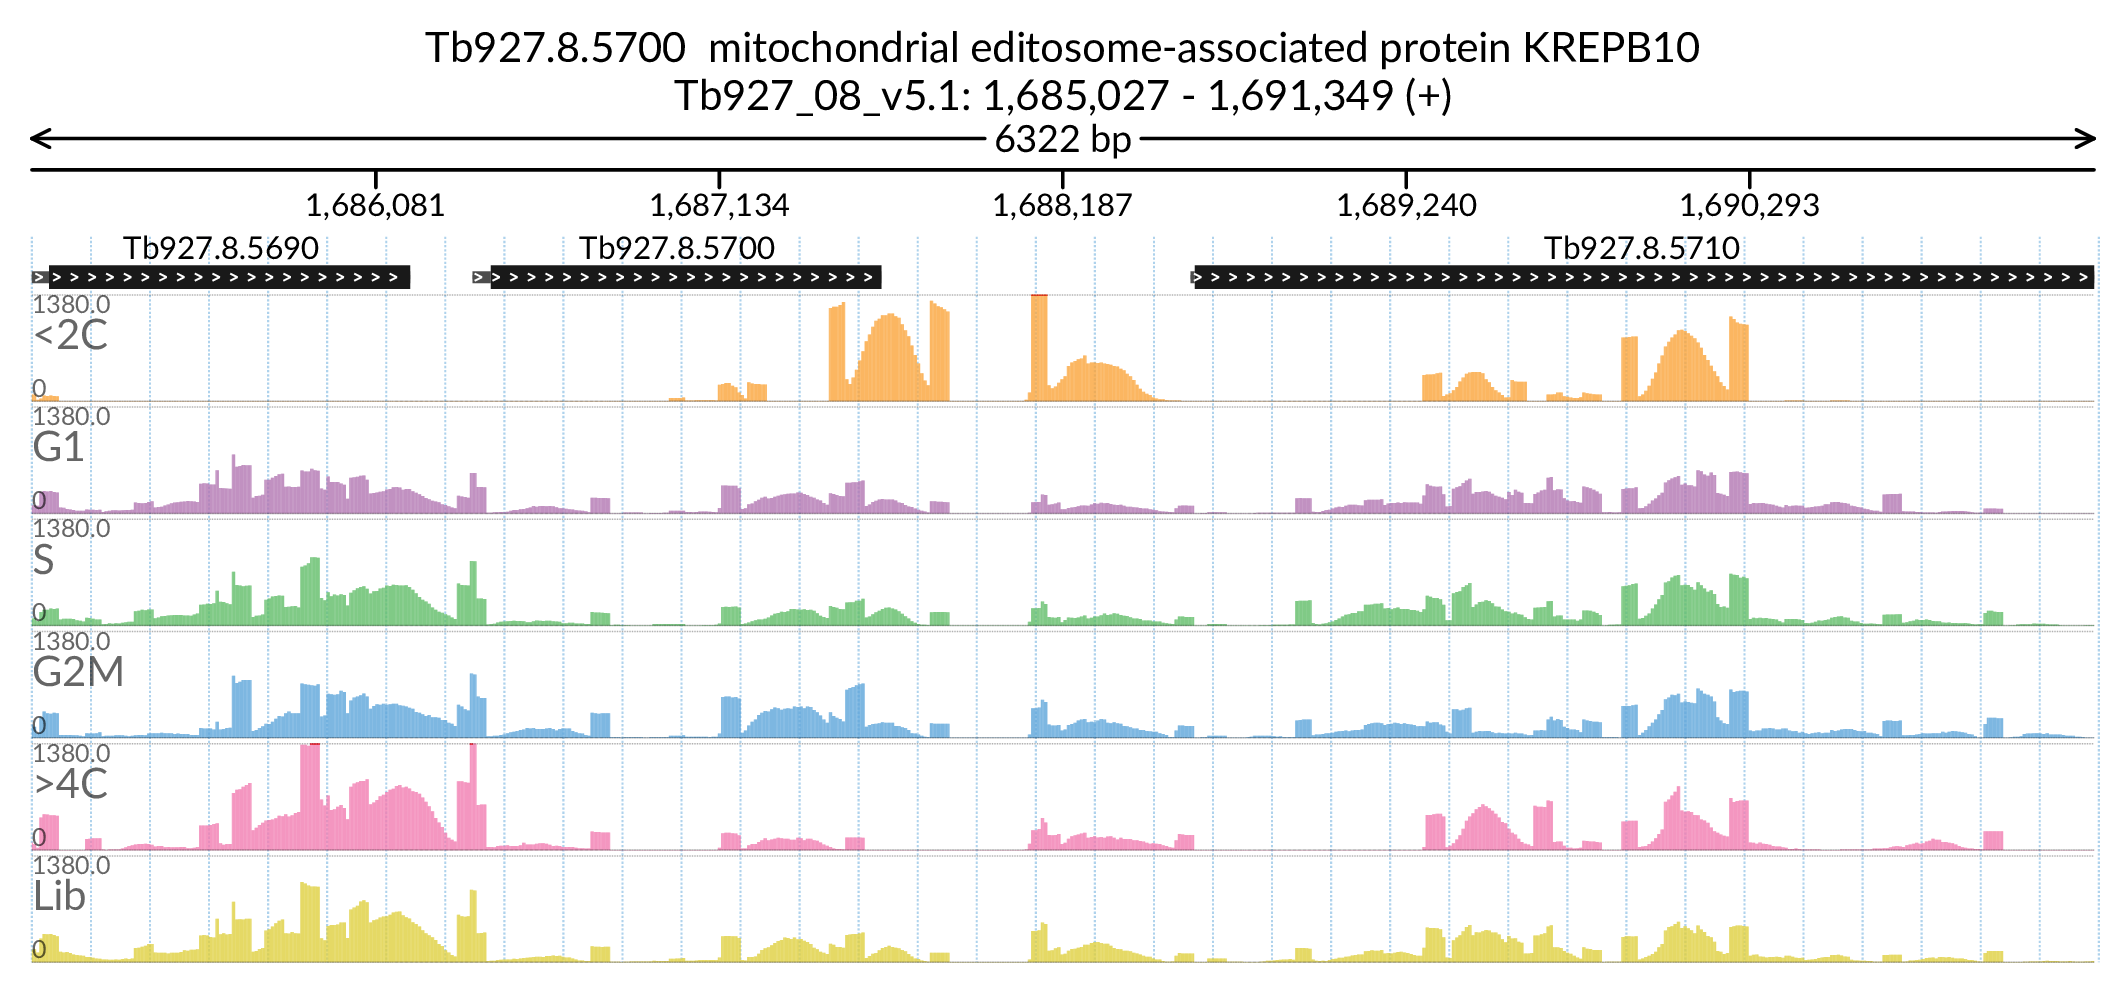 Tb927.8.5700 mitochondrial editosome-associated protein KREPB10
Tb927_08_v5.1: 1,685,027 - 1,691,349 (+)
6322 bp
1,686,081 1,687,134 1,688,187 1,689,240 1,690,293
Tb927.8.5690 Tb927.8.5700 Tb927.8.5710
1380.0
<2C
0
1380.0
G1
0
1380.0
S
0
1380.0
G2M
0
1380.0
>4C
0
1380.0
Lib
0